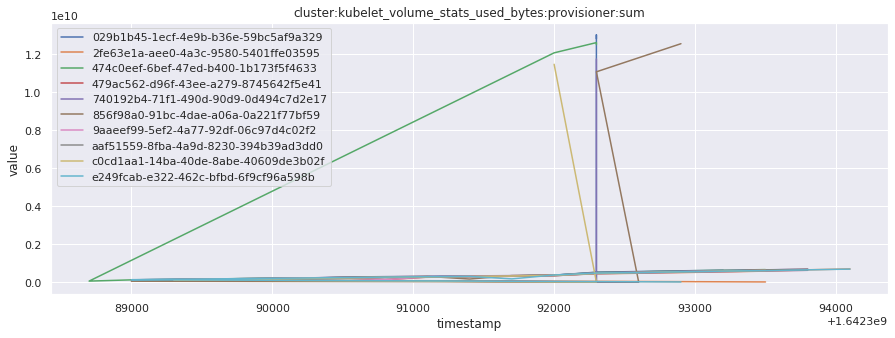 cluster:kubelet_volume_stats_used_bytes:provisioner:sum
1e10
029b1b45-1ecf-4e9b-b36e-59bc5af9a329
2fe63e1a-aee0-4a3c-9580-5401ffe03595
474c0eef-6bef-47ed-b400-1b173f5f4633
479ac562-d96f-43ee-a279-8745642f5e41
740192b4-71f1-490d-90d9-0d494c7d2e17
856f98a0-91bc-4dae-a06a-0a221f77bf59
9aaeef99-5ef2-4a77-92df-06c97d4c02f2
aaf51559-8fba-4a9d-8230-394b39ad3dd0
c0cd1aa1-14ba-40de-8abe-40609de3b02f
e249fcab-e322-462c-bfbd-6f9cf96a598b
1.2
1.0
0.8
0.6
0.4
0.2
0.0
value
89000 90000 91000 92000 93000 94000
timestamp
+1.6423e9